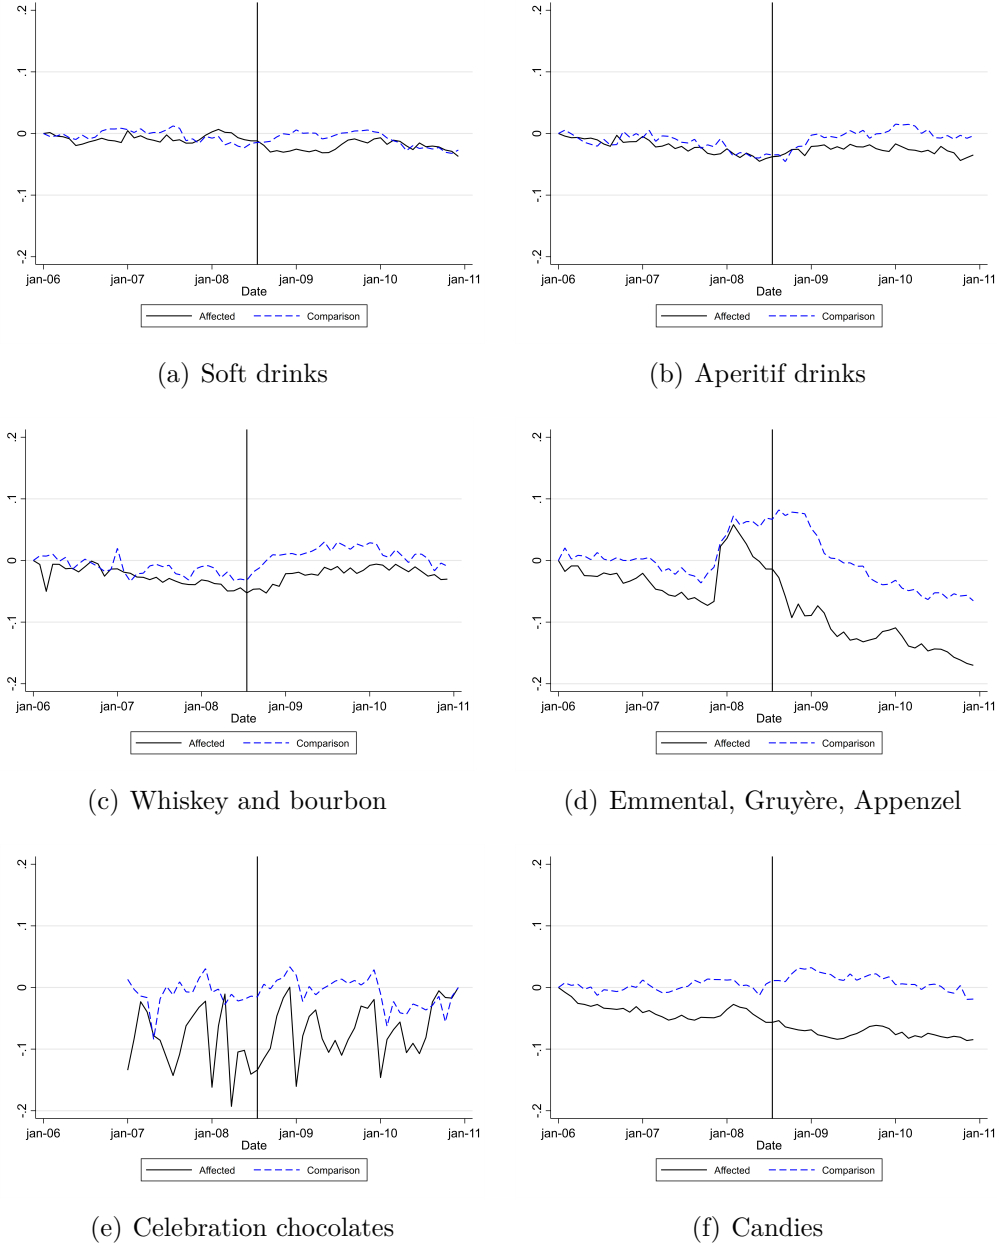 .2
.1
0
-.1
-.2
jan-06 jan-07 jan-08 jan-09 jan-10 jan-11
Date
Affected Comparison
(a) Soft drinks
.2
.1
0
-.1
-.2
jan-06 jan-07 jan-08 jan-09 jan-10 jan-11
Date
Affected Comparison
(b) Aperitif drinks
.2
.1
0
-.1
-.2
jan-06 jan-07 jan-08 jan-09 jan-10 jan-11
Date
Affected Comparison
(c) Whiskey and bourbon
.2
.1
0
-.1
-.2
jan-06 jan-07 jan-08 jan-09 jan-10 jan-11
Date
Affected Comparison
(d) Emmental, Gruyère, Appenzel
.2
.1
0
-.1
-.2
jan-06 jan-07 jan-08 jan-09 jan-10 jan-11
Date
Affected Comparison
(e) Celebration chocolates
.2
.1
0
-.1
-.2
jan-06 jan-07 jan-08 jan-09 jan-10 jan-11
Date
Affected Comparison
(f) Candies